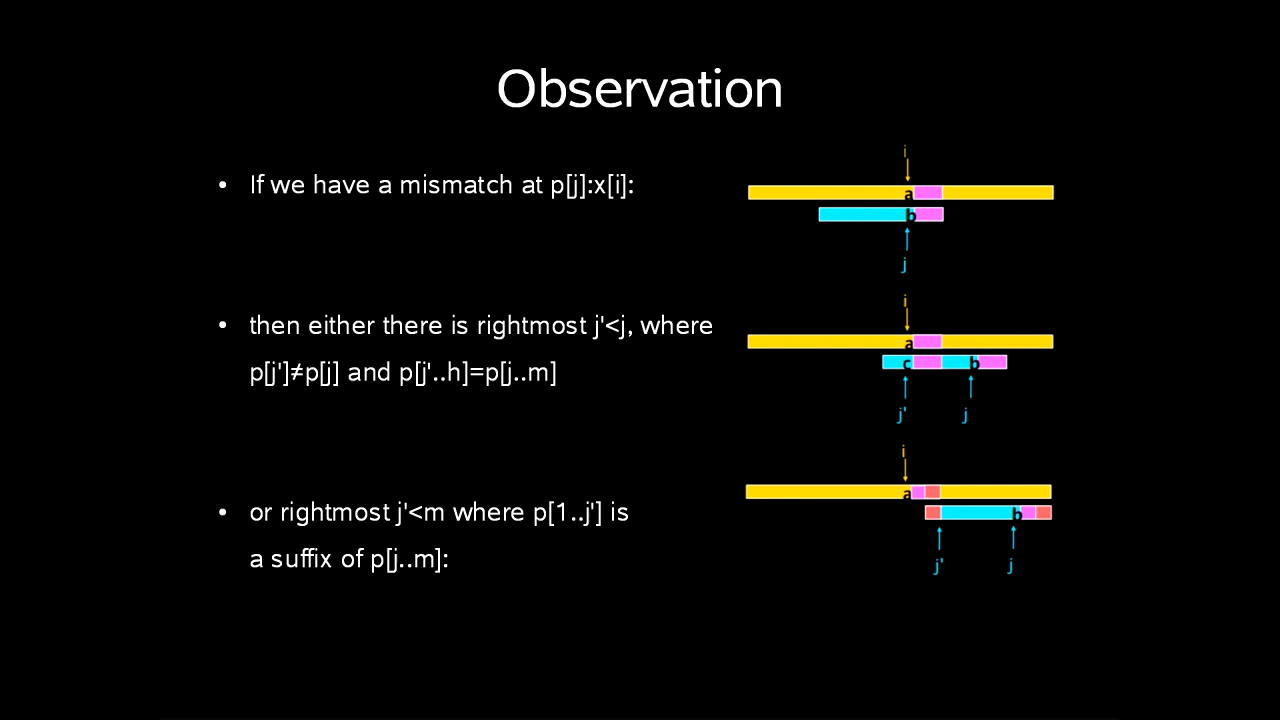 Observation
• If we have a mismatch at p[j]:x[i]:
• then either there is rightmost j'<j, where
p[j']≠p[j] and p[j'..h]=p[j..m]
• or rightmost j'<m where p[1..j'] is
a suffix of p[j..m]:
i
a
b
j
i
a
c b
j' j
i
a
b
j' j